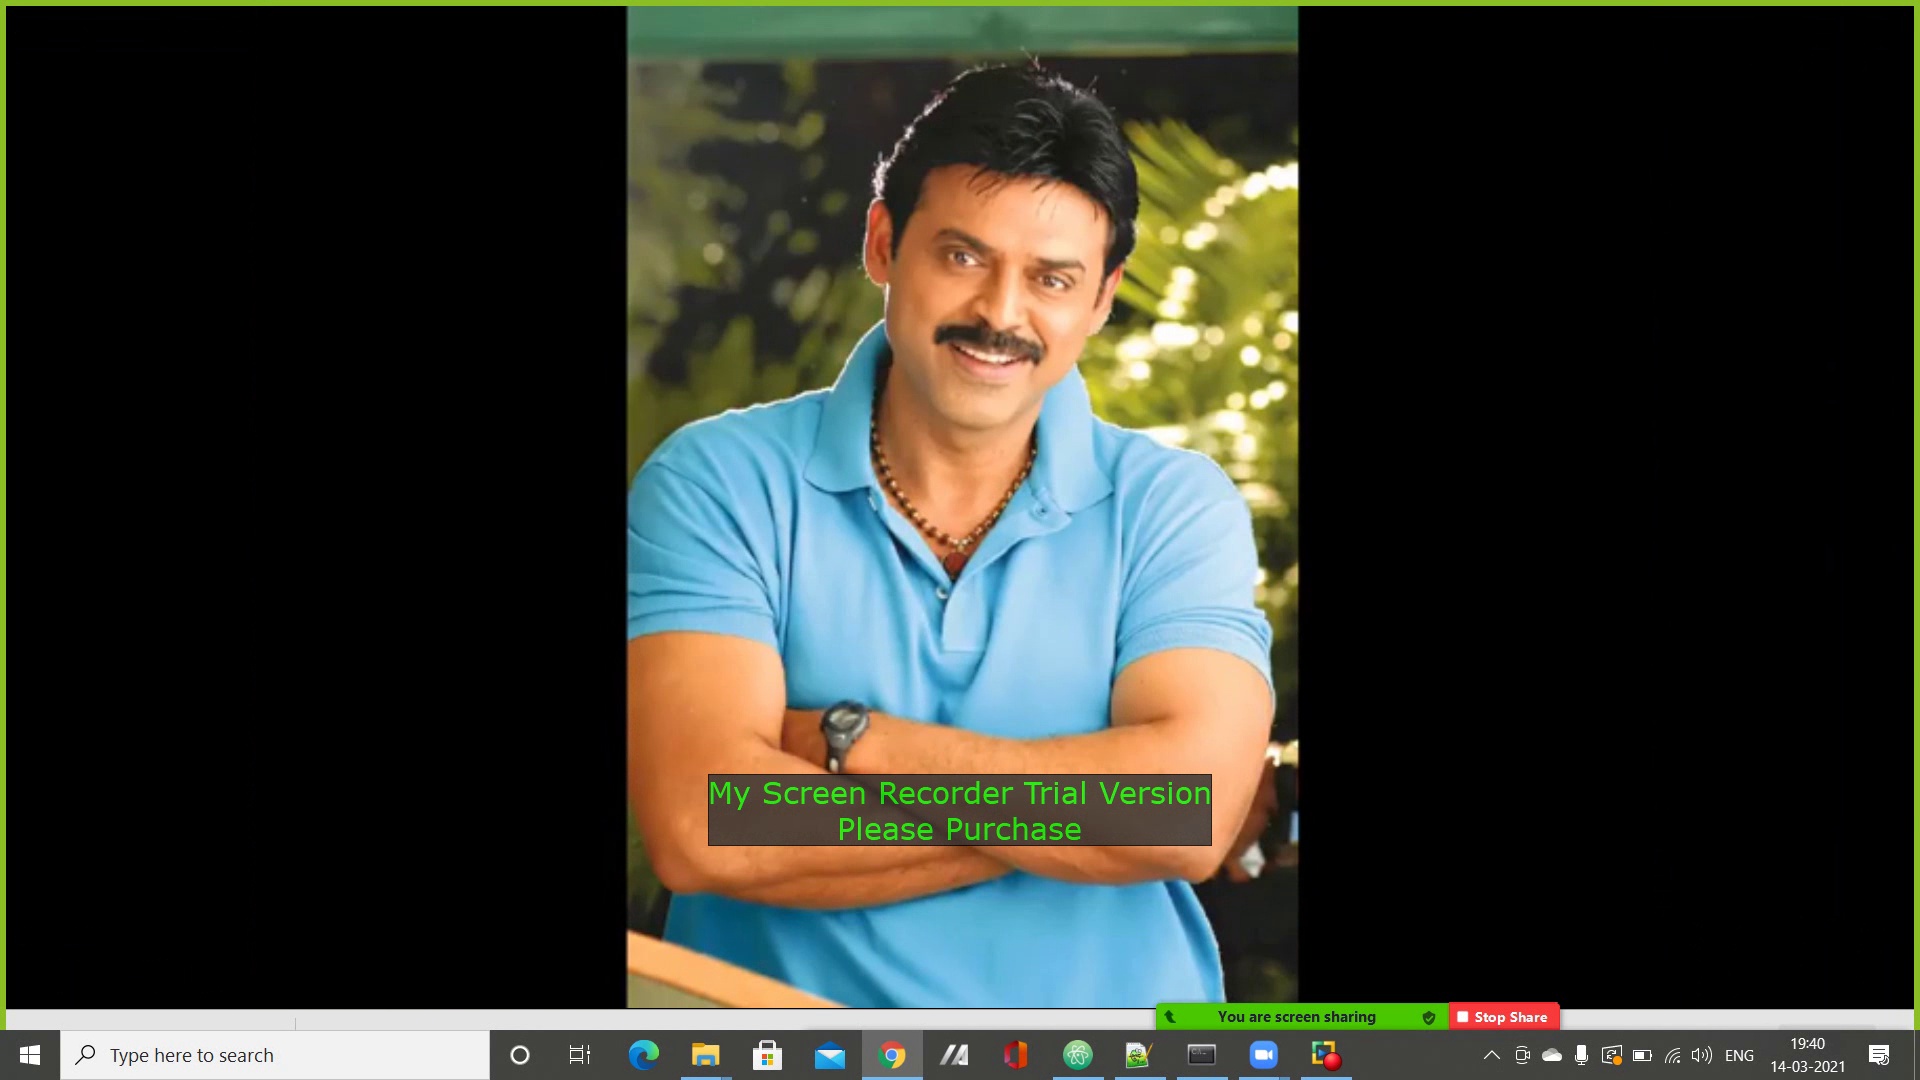 My Screen Recorder Trial Version
Please Purchase
You are screen sharing
Stop Share
Type here to search
ENG
19:40
14-03-2021